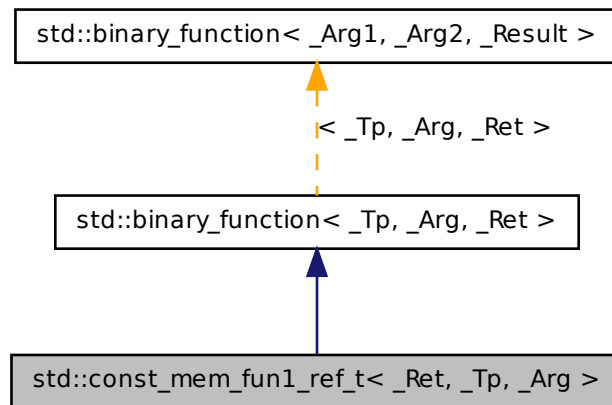 std::binary_function< _Arg1, _Arg2, _Result >
< _Tp, _Arg, _Ret >
std::binary_function< _Tp, _Arg, _Ret >
std::const_mem_fun1_ref_t< _Ret, _Tp, _Arg >